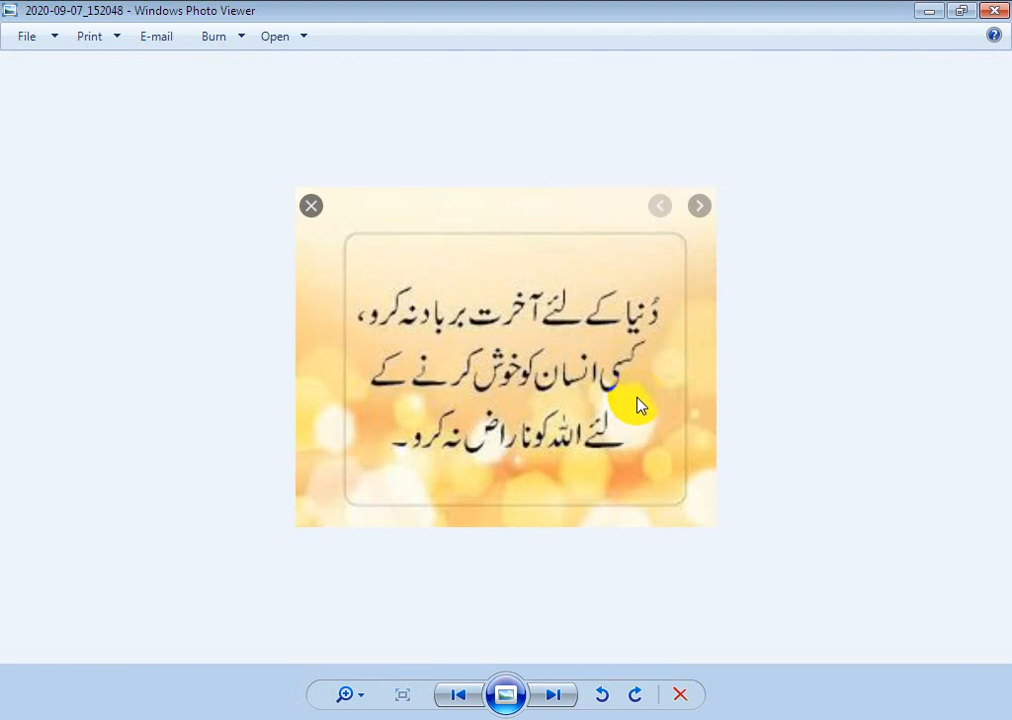 2020-09-07_152048 - Windows Photo Viewer
File Print E-mail Burn Open
دُنیا کے لئے آخرت برباد نہ کرو،
کسی انسان کو خوش کرنے کے
لئے اللہ کو ناراض نہ کرو۔